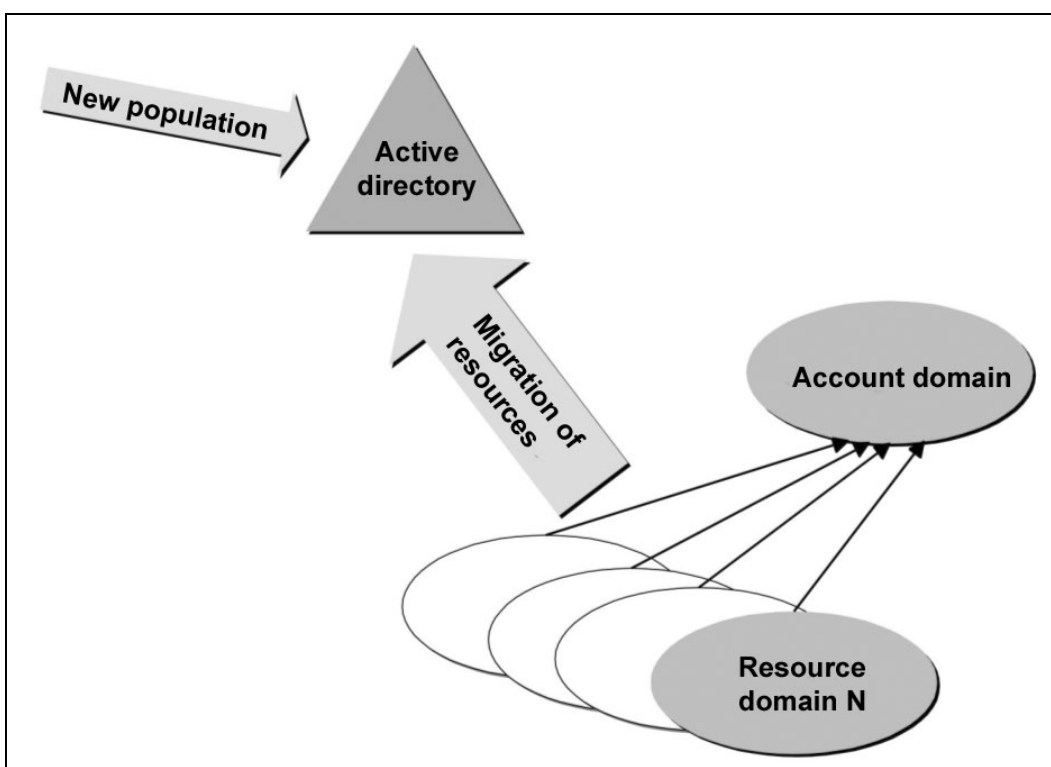 New population
Active
directory
Migration of
resources
Account domain
Resource
domain N